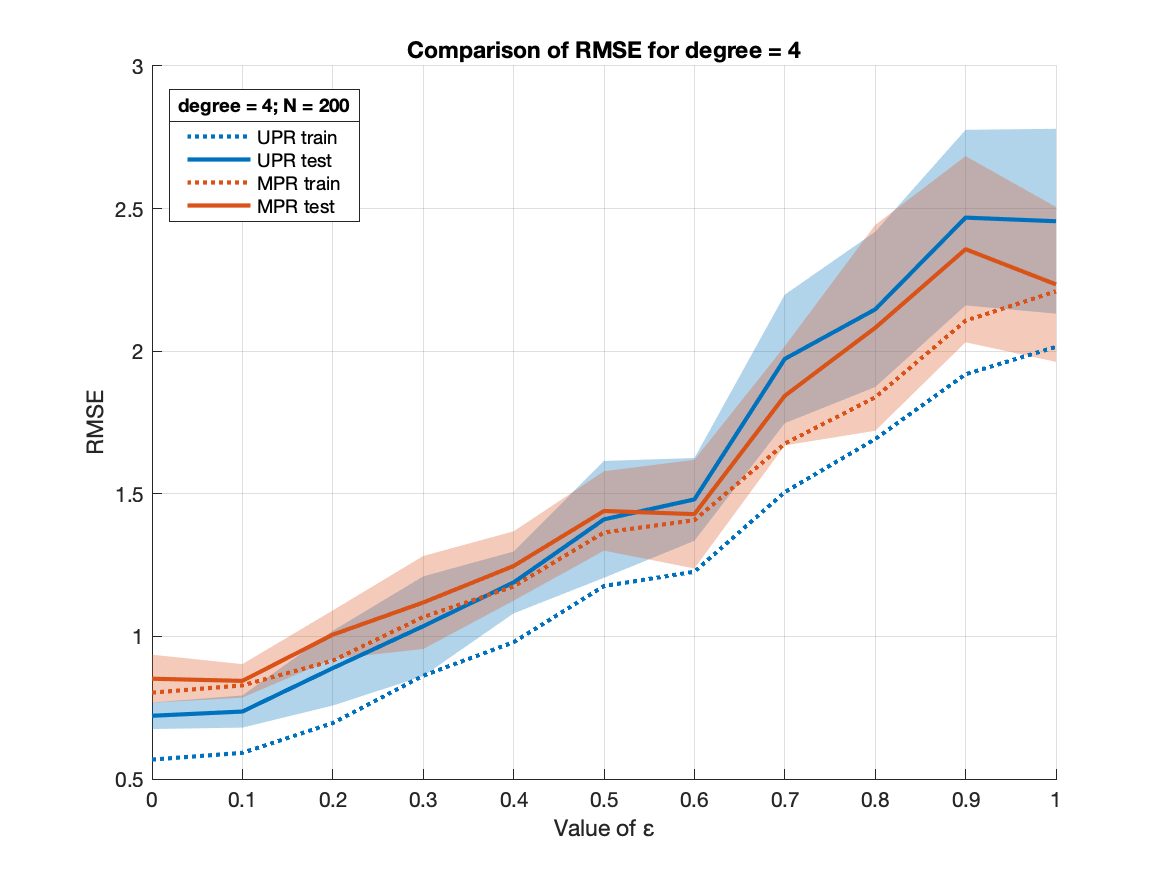 Comparison of RMSE for degree = 4
3
2.5
2
1.5
1
0.5
RMSE
degree = 4; N = 200
UPR train
UPR test
MPR train
MPR test
0 0.1 0.2 0.3 0.4 0.5 0.6 0.7 0.8 0.9 1
Value of ε